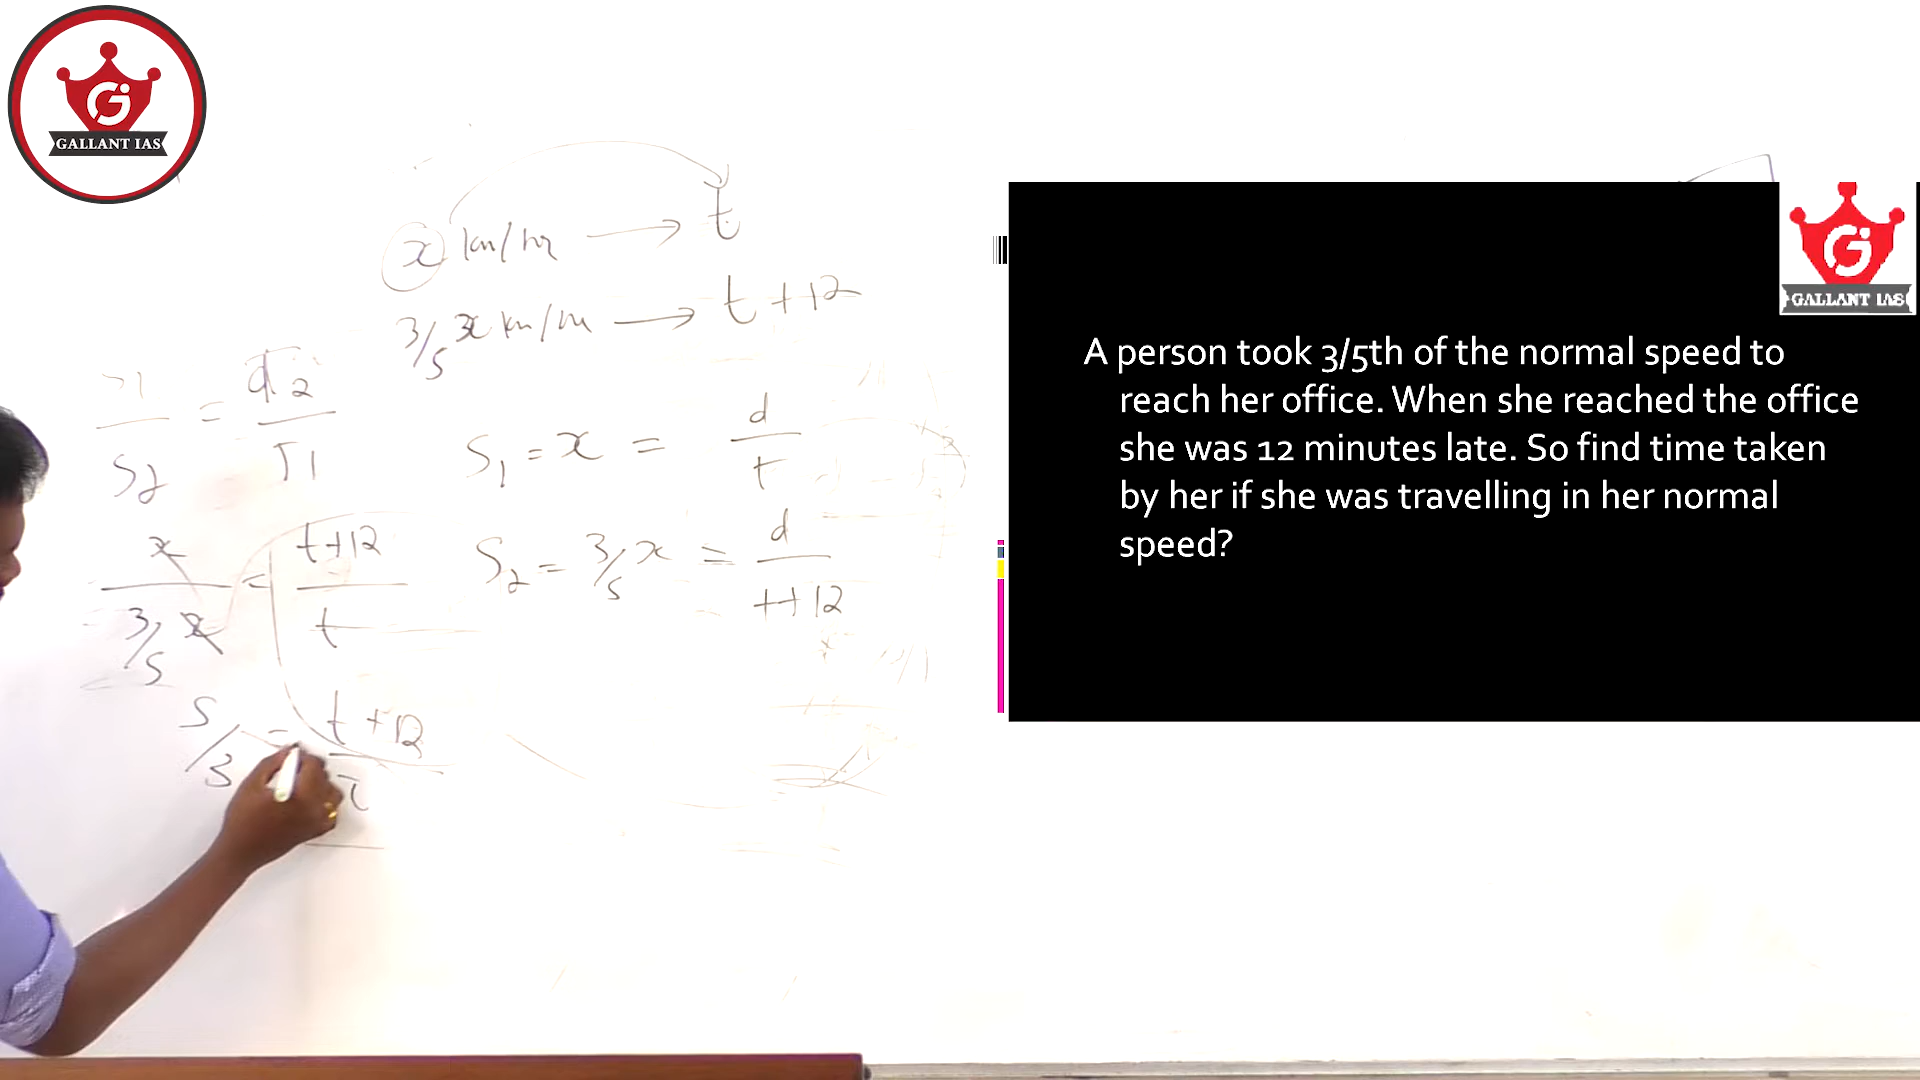 GALLANT IAS
x km/hr → t
3/5 x km/hr → t + 12
S2
T1
S1 = x = d/t
S2 = 3/5 x = d/t+12
x/3/5 x = t+12/t
5/3 = t + 12/t
GALLANT IAS
A person took 3/5th of the normal speed to
reach her office. When she reached the office
she was 12 minutes late. So find time taken
by her if she was travelling in her normal
speed?